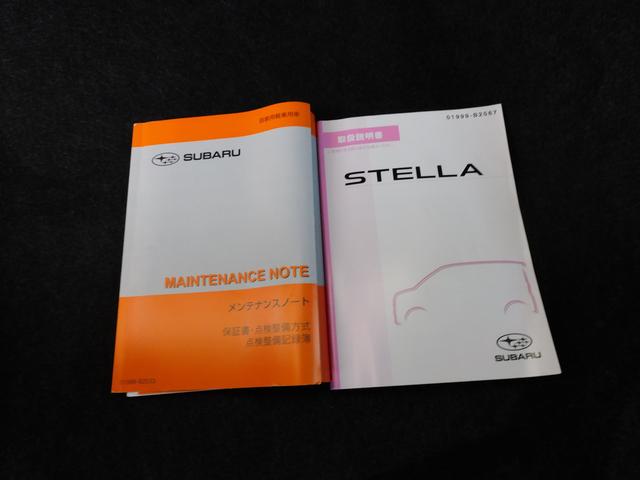 自家用軽乗用車
SUBARU
MAINTENANCE NOTE
メンテナンスノート
保証書・点検整備方式
点検整備記録簿
01999-B2567
取扱説明書
STELLA
SUBARU